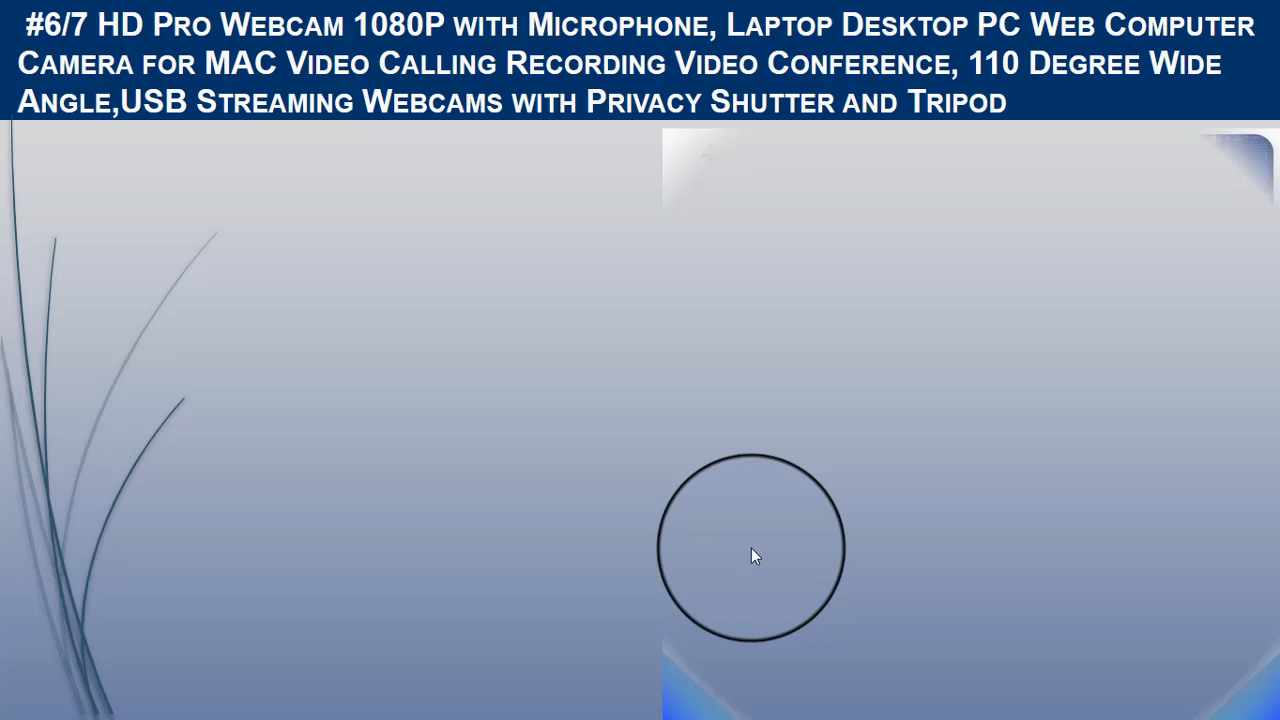 #6/7 HD Pro Webcam 1080P with Microphone, Laptop Desktop PC Web Computer
Camera for MAC Video Calling Recording Video Conference, 110 Degree Wide
Angle,USB Streaming Webcams with Privacy Shutter and Tripod